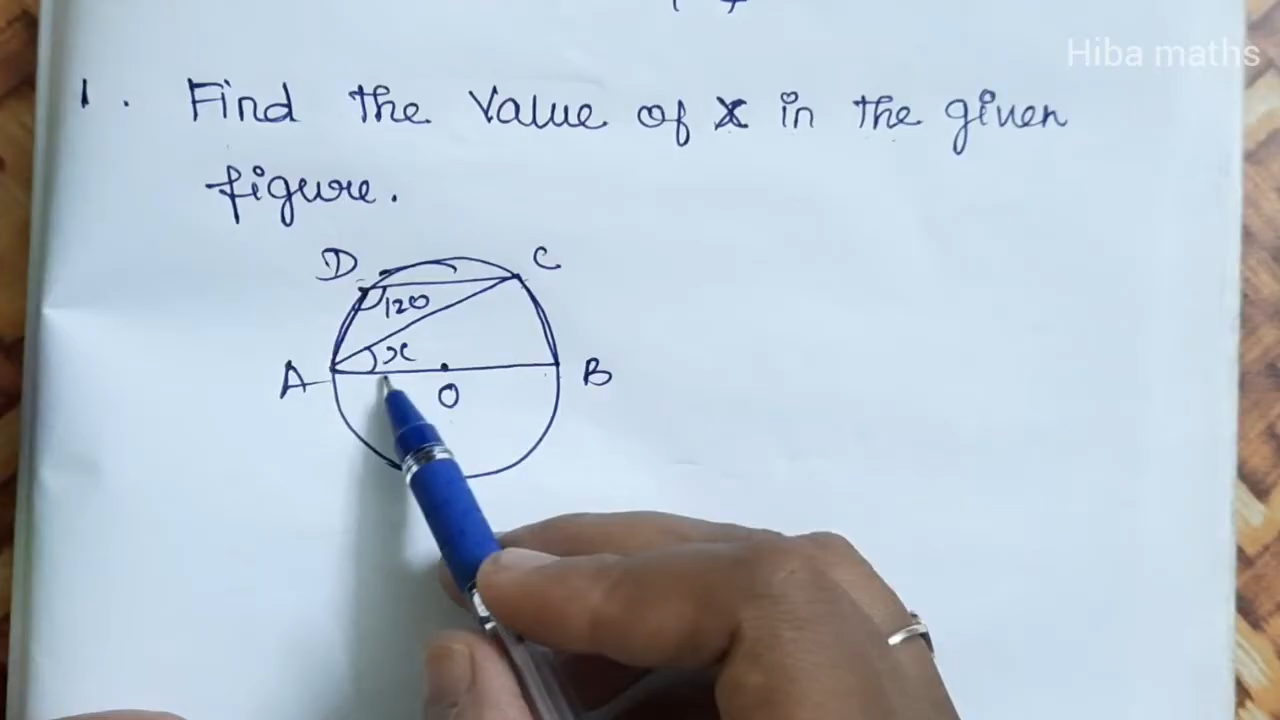 Hiba maths
1. Find the value of x in the given
figure.
D C
120
x
A B
O